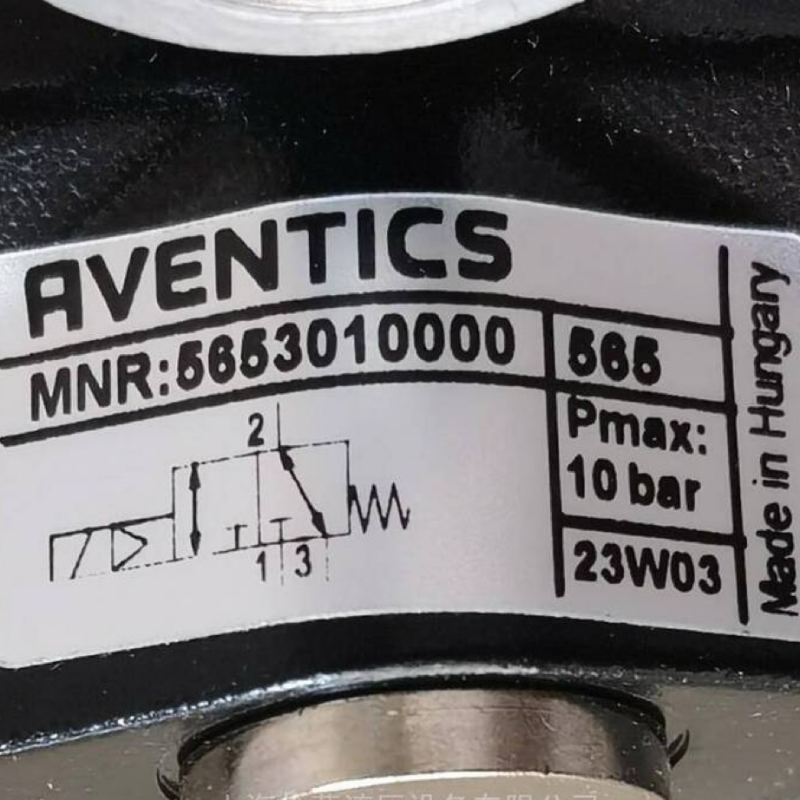 AVENTICS
MNR:5653010000
565
Pmax:
10 bar
23W03
Made in Hungary
2
1 3